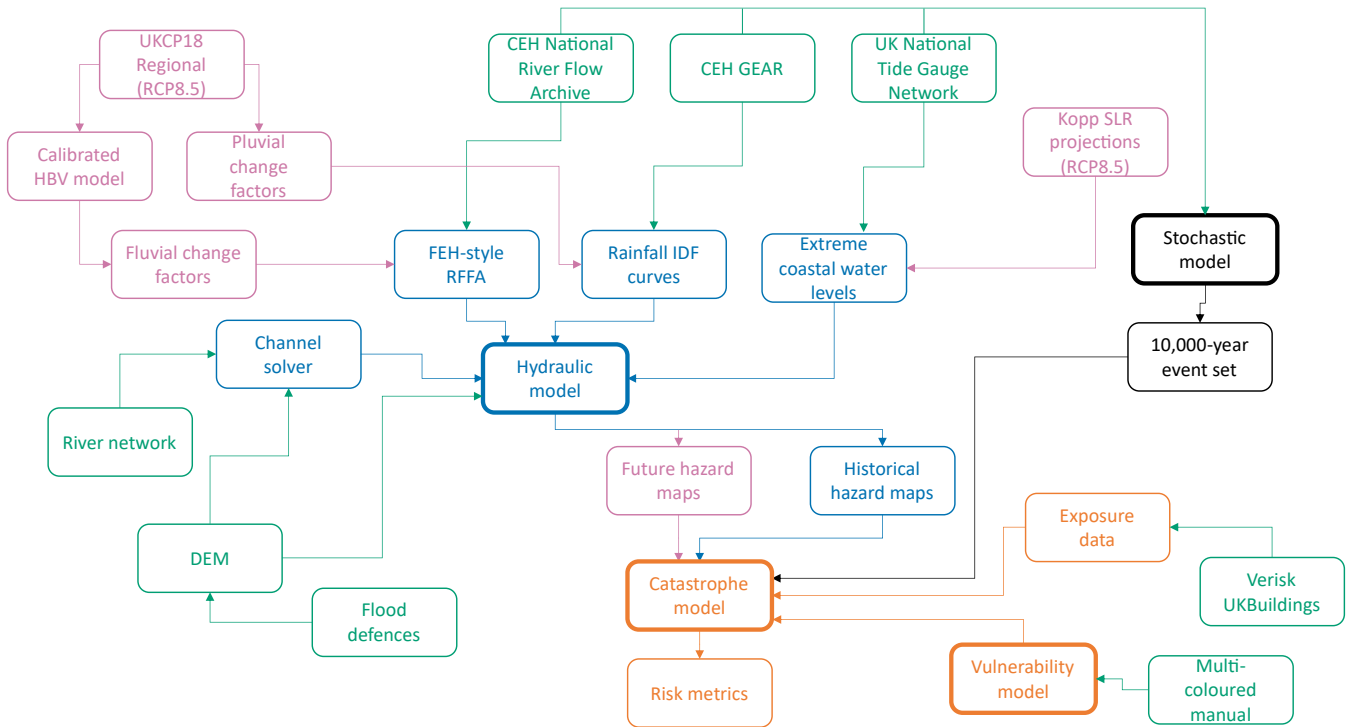 UKCP18
Regional
(RCP8.5)
CEH National
River Flow
Archive
CEH GEAR
UK National
Tide Gauge
Network
Kopp SLR
projections
(RCP8.5)
Calibrated
HBV model
Pluvial
change
factors
Fluvial change
factors
FEH-style
RFFA
Rainfall IDF
curves
Extreme
coastal water
levels
Stochastic
model
Channel
solver
Hydraulic
model
10,000-year
event set
River network
Future hazard
maps
Historical
hazard maps
Exposure
data
DEM
Catastrophe
model
Verisk
UKBuildings
Flood
defences
Risk metrics
Vulnerability
model
Multi-
coloured
manual